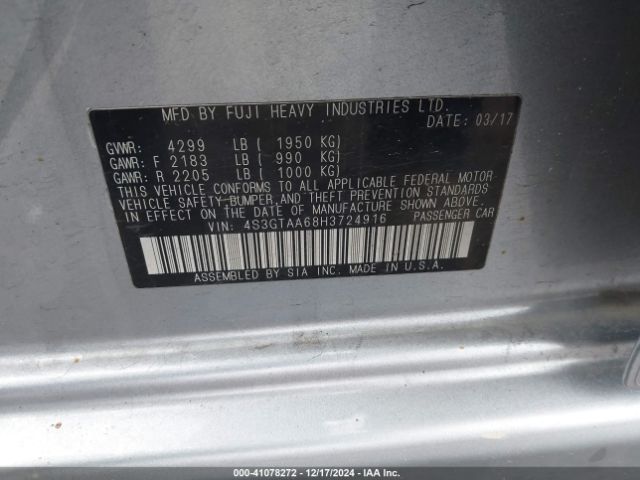 MFD BY FUJI HEAVY INDUSTRIES LTD.
DATE: 03/17
GVWR: 4299 LB ( 1950 KG)
GAWR: F 2183 LB ( 990 KG)
GAWR: R 2205 LB ( 1000 KG)
THIS VEHICLE CONFORMS TO ALL APPLICABLE FEDERAL MOTOR
VEHICLE SAFETY,BUMPER,AND THEFT PREVENTION STANDARDS
IN EFFECT ON THE DATE OF MANUFACTURE SHOWN ABOVE.
VIN: 4S3GTAA68H3724916 PASSENGER CAR
ASSEMBLED BY SIA INC. MADE IN U.S.A.
000-41078272 - 12/17/2024 - IAA Inc.